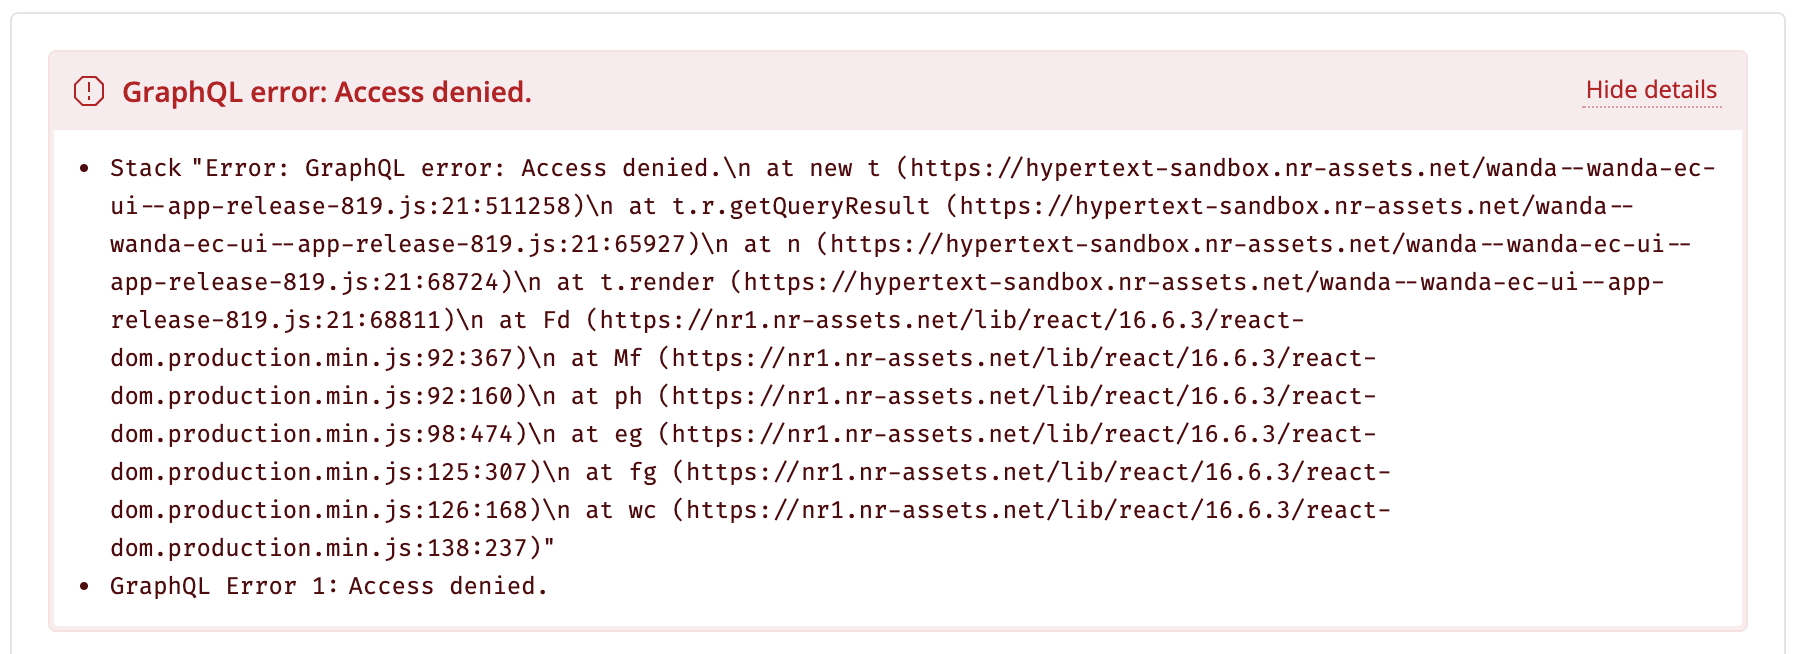 GraphQL error: Access denied.
Hide details
• Stack "Error: GraphQL error: Access denied.\n at new t (https://hypertext-sandbox.nr-assets.net/wanda--wanda-ec-
ui--app-release-819.js:21:511258)\n at t.r.getQueryResult (https://hypertext-sandbox.nr-assets.net/wanda--
wanda-ec-ui--app-release-819.js:21:65927)\n at n (https://hypertext-sandbox.nr-assets.net/wanda--wanda-ec-ui--
app-release-819.js:21:68724)\n at t.render (https://hypertext-sandbox.nr-assets.net/wanda--wanda-ec-ui--app-
release-819.js:21:68811)\n at Fd (https://nr1.nr-assets.net/lib/react/16.6.3/react-
dom.production.min.js:92:367)\n at Mf (https://nr1.nr-assets.net/lib/react/16.6.3/react-
dom.production.min.js:92:160)\n at ph (https://nr1.nr-assets.net/lib/react/16.6.3/react-
dom.production.min.js:98:474)\n at eg (https://nr1.nr-assets.net/lib/react/16.6.3/react-
dom.production.min.js:125:307)\n at fg (https://nr1.nr-assets.net/lib/react/16.6.3/react-
dom.production.min.js:126:168)\n at wc (https://nr1.nr-assets.net/lib/react/16.6.3/react-
dom.production.min.js:138:237)"
• GraphQL Error 1: Access denied.